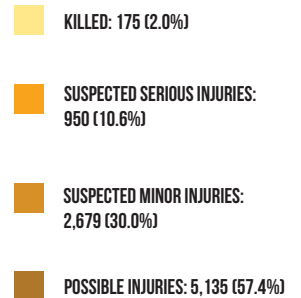 KILLED: 175 (2.0%)
SUSPECTED SERIOUS INJURIES:
950 (10.6%)
SUSPECTED MINOR INJURIES:
2,679 (30.0%)
POSSIBLE INJURIES: 5,135 (57.4%)